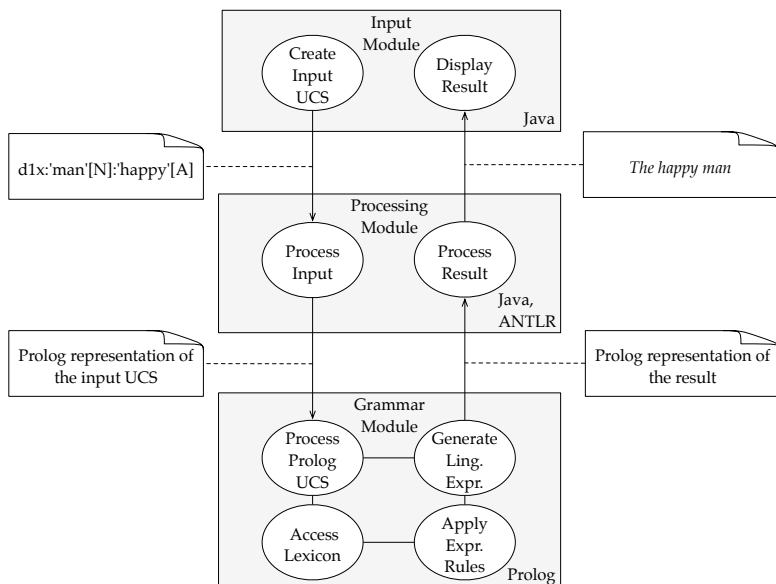 Input
Module
Create
Input
UCS
Display
Result
Java
d1x:'man'[N]:'happy'[A]
The happy man
Processing
Module
Process
Input
Process
Result
Java,
ANTLR
Prolog representation of
the input UCS
Prolog representation of
the result
Grammar
Module
Process
Prolog
UCS
Generate
Ling.
Expr.
Access
Lexicon
Apply
Expr.
Rules
Prolog